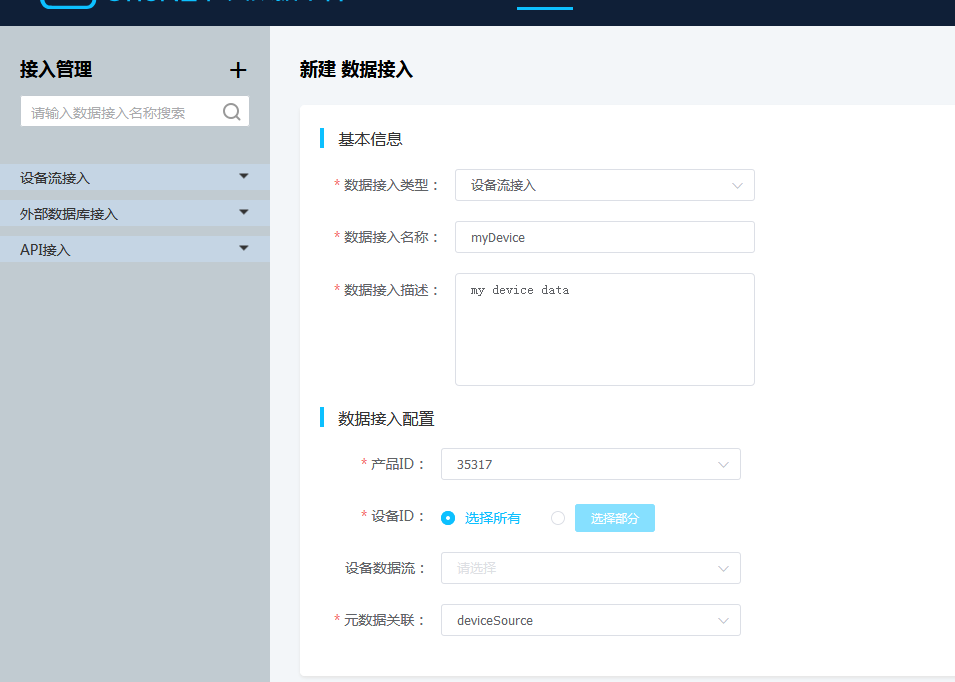 接入管理
+
请输入数据接入名称搜索
设备流接入
外部数据库接入
API接入
新建 数据接入
基本信息
* 数据接入类型：
设备流接入
* 数据接入名称：
myDevice
* 数据接入描述：
my device data
数据接入配置
* 产品ID：
35317
* 设备ID：
选择所有
选择部分
设备数据流：
请选择
* 元数据关联：
deviceSource